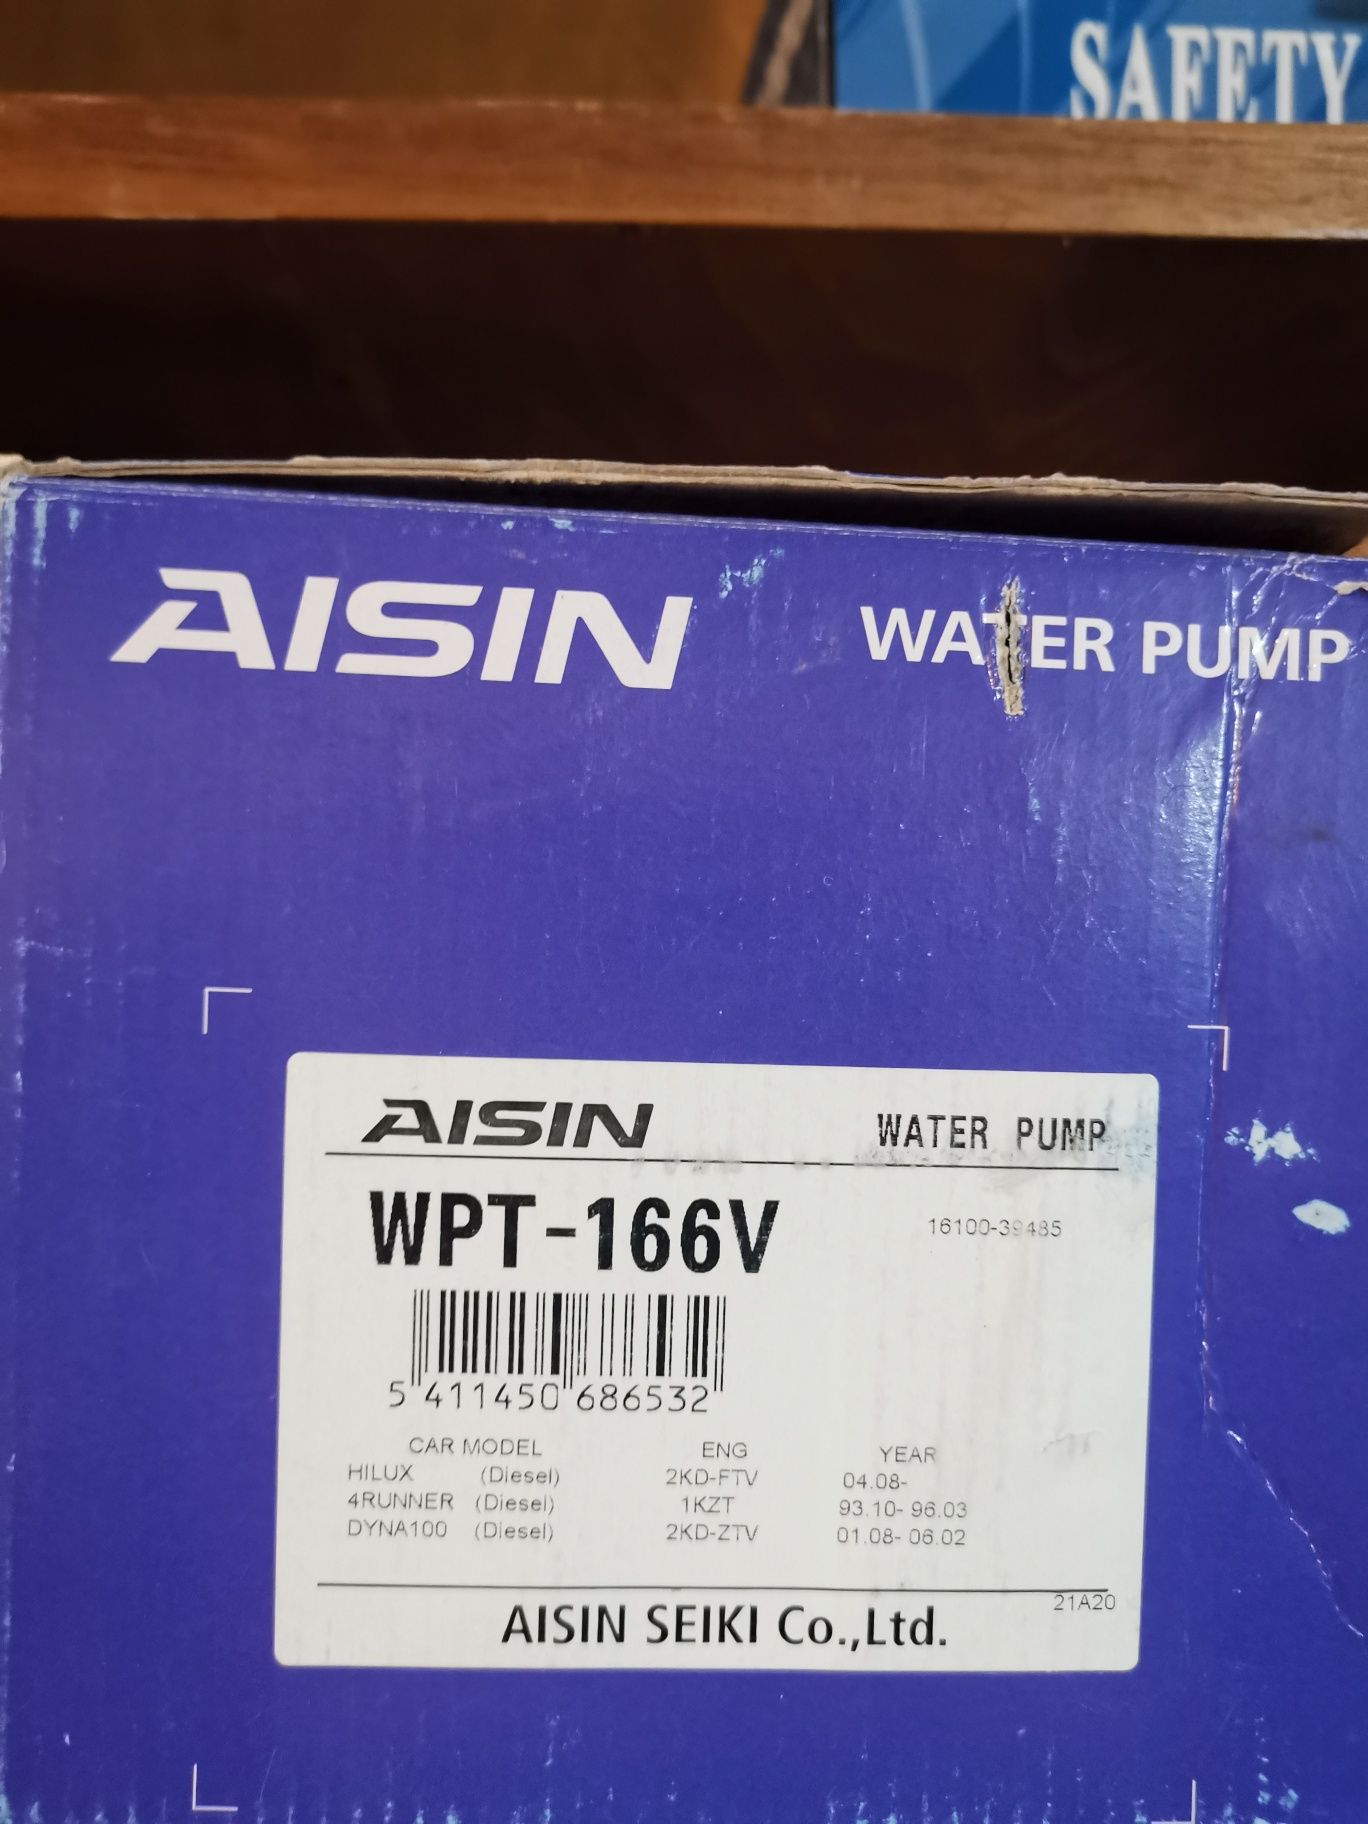 SAFETY
AISIN WATER PUMP
AISIN WATER PUMP
WPT-166V 16100-39485
5 411450 686532
CAR MODEL ENG YEAR
HILUX (Diesel) 2KD-FTV 04.08-
4RUNNER (Diesel) 1KZT 93.10- 96.03
DYNA100 (Diesel) 2KD-ZTV 01.08- 06.02
21A20
AISIN SEIKI Co.,Ltd.